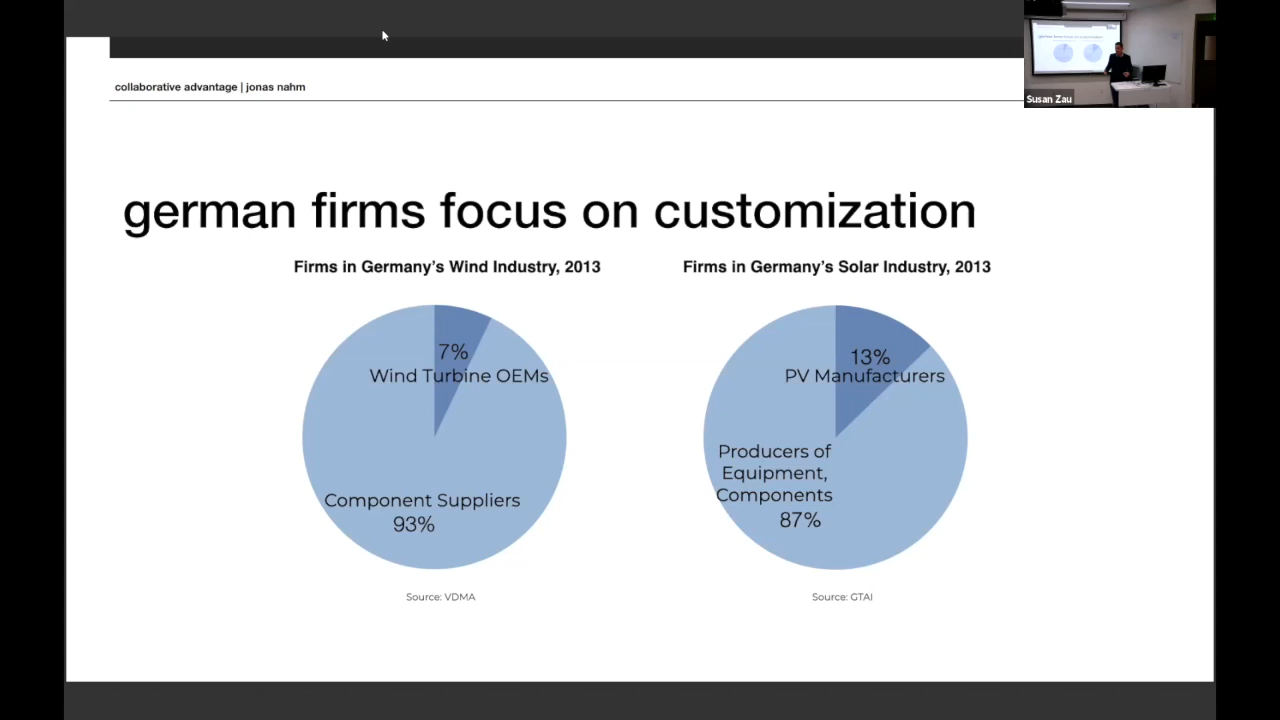 collaborative advantage | jonas nahm
Susan Zau
german firms focus on customization
Firms in Germany's Wind Industry, 2013
7%
Wind Turbine OEMs
Component Suppliers
93%
Source: VDMA
Firms in Germany's Solar Industry, 2013
13%
PV Manufacturers
Producers of
Equipment,
Components
87%
Source: GTAI